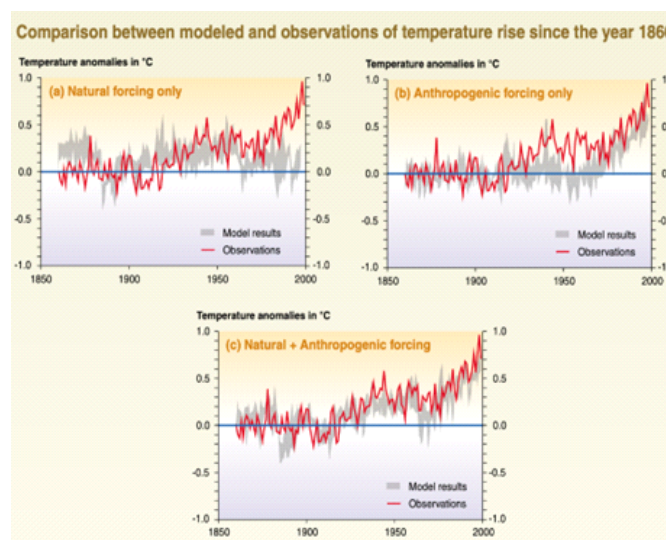 Comparison between modeled and observations of temperature rise since the year 186
Temperature anomalies in °C
1.0 1.0
(a) Natural forcing only
0.5 0.5
0.0 0.0
-0.5 -0.5
Model results
Observations
-1.0 -1.0
1850 1900 1950 2000
Temperature anomalies in °C
1.0 1
(b) Anthropogenic forcing only
0.5 0
0.0 0
-0.5 -0
Model results
Observations
-1.0 -1
1850 1900 1950 2000
Temperature anomalies in °C
1.0 1.0
(c) Natural + Anthropogenic forcing
0.5 0.5
0.0 0.0
-0.5 -0.5
Model results
Observations
-1.0 -1.0
1850 1900 1950 2000